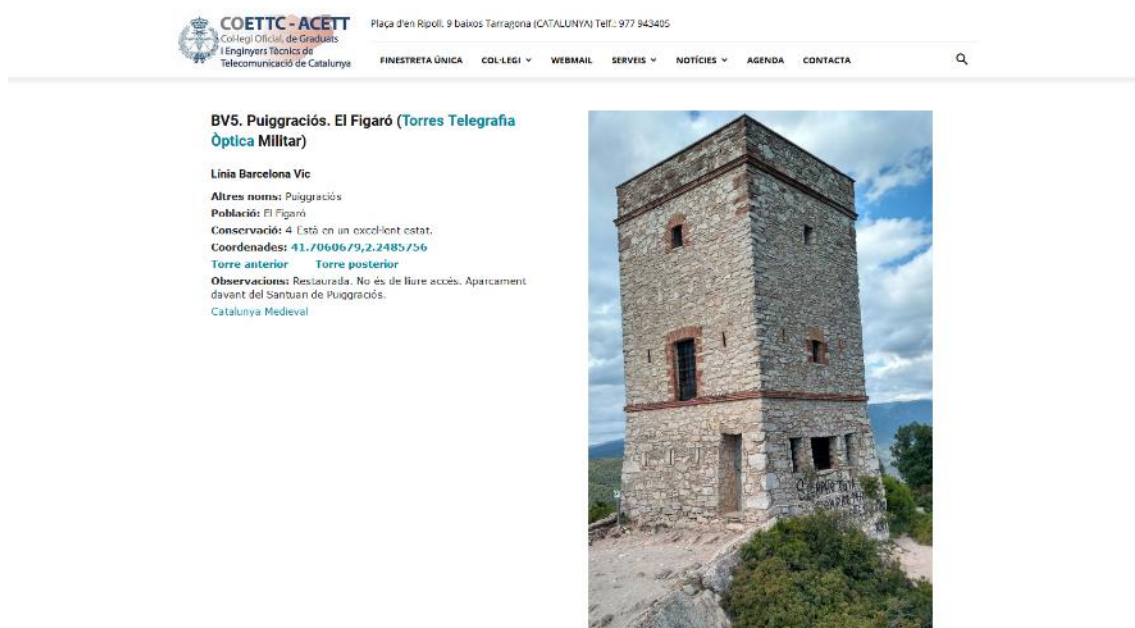 COETTC - ACETT
Col·legi Oficial, de Graduats
i Enginyers Tècnics de
Telecomunicació de Catalunya
Plaça d'en Ripoll, 9 baixos Tarragona (CATALUNYA) Telf.: 977 943405
FINESTRETA ÚNICA COL·LEGI WEBMAIL SERVEIS NOTÍCIES AGENDA CONTACTA
BV5. Puiggraciós. El Figaró (Torres Telegrafia
Òptica Militar)
Línia Barcelona Vic
Altres noms: Puiggraciós
Població: El Figaró
Conservació: 4 Està en un excel·lent estat.
Coordenades: 41.7060679,2.2485756
Torre anterior Torre posterior
Observacions: Restaurada. No és de lliure accés. Aparcament
davant del Santuari de Puiggraciós.
Catalunya Medieval